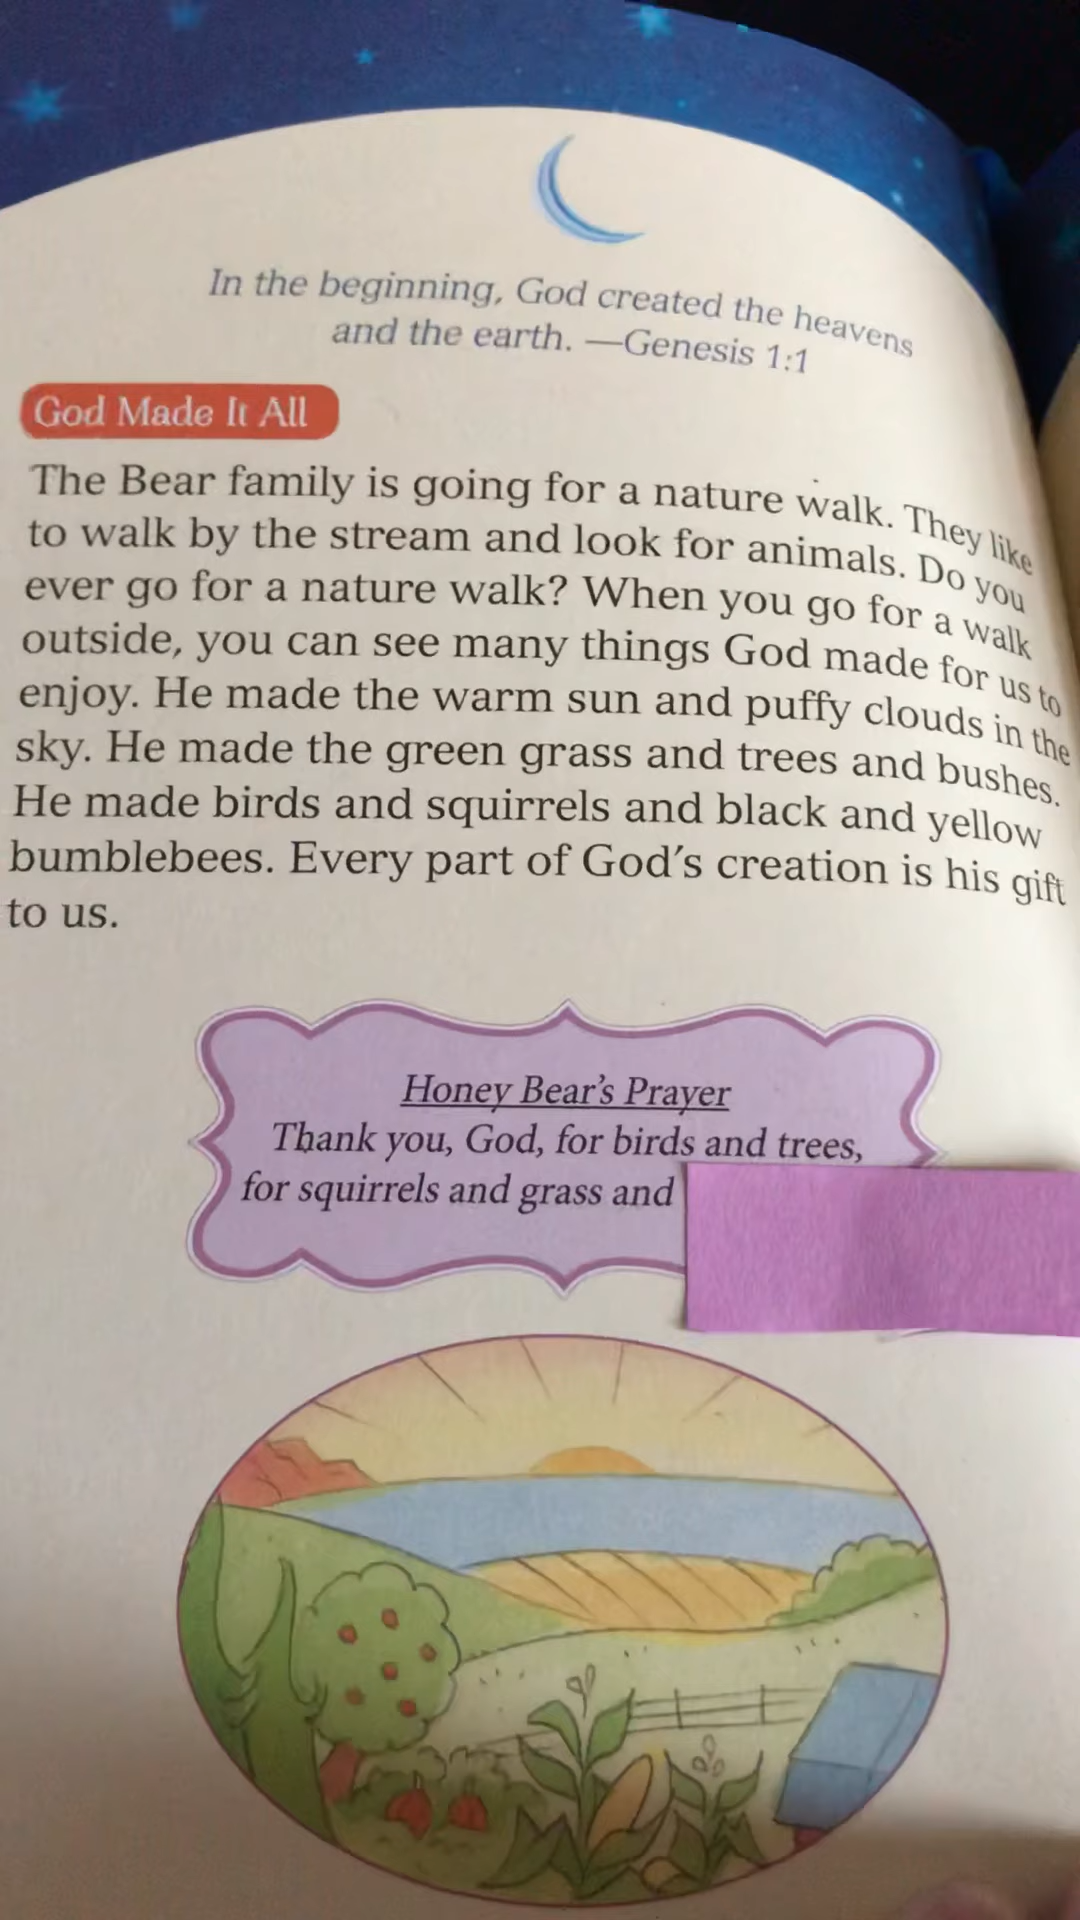 In the beginning, God created the heavens
and the earth. —Genesis 1:1
God Made It All
The Bear family is going for a nature walk. They like
to walk by the stream and look for animals. Do you
ever go for a nature walk? When you go for a walk
outside, you can see many things God made for us to
enjoy. He made the warm sun and puffy clouds in the
sky. He made the green grass and trees and bushes.
He made birds and squirrels and black and yellow
bumblebees. Every part of God's creation is his gift
to us.
Honey Bear's Prayer
Thank you, God, for birds and trees,
for squirrels and grass and